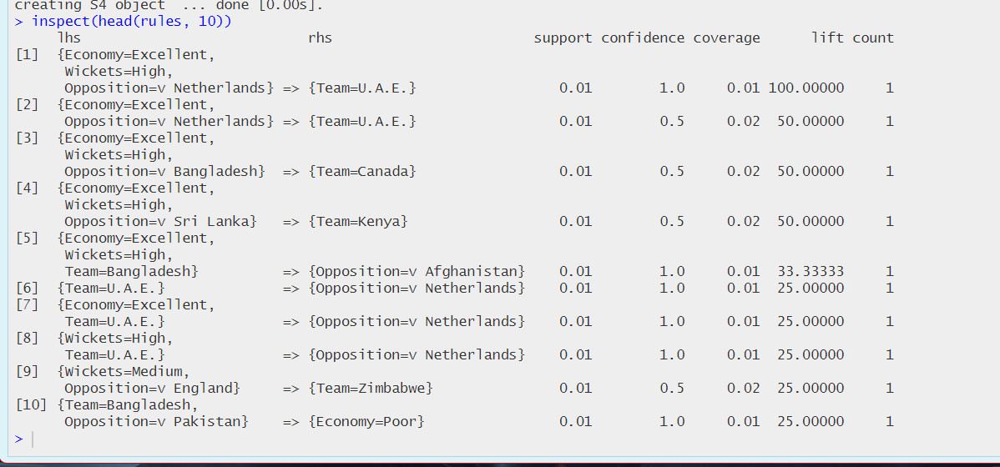 creating S4 object  ... done [0.00s].
> inspect(head(rules, 10))
     lhs                           rhs                        support confidence coverage      lift count
[1]  {Economy=Excellent,
      Wickets=High,
      Opposition=v Netherlands} => {Team=U.A.E.}                 0.01        1.0     0.01 100.00000     1
[2]  {Economy=Excellent,
      Opposition=v Netherlands} => {Team=U.A.E.}                 0.01        0.5     0.02  50.00000     1
[3]  {Economy=Excellent,
      Wickets=High,
      Opposition=v Bangladesh}  => {Team=Canada}                 0.01        0.5     0.02  50.00000     1
[4]  {Economy=Excellent,
      Wickets=High,
      Opposition=v Sri Lanka}   => {Team=Kenya}                  0.01        0.5     0.02  50.00000     1
[5]  {Economy=Excellent,
      Wickets=High,
      Team=Bangladesh}          => {Opposition=v Afghanistan}    0.01        1.0     0.01  33.33333     1
[6]  {Team=U.A.E.}              => {Opposition=v Netherlands}    0.01        1.0     0.01  25.00000     1
[7]  {Economy=Excellent,
      Team=U.A.E.}              => {Opposition=v Netherlands}    0.01        1.0     0.01  25.00000     1
[8]  {Wickets=High,
      Team=U.A.E.}              => {Opposition=v Netherlands}    0.01        1.0     0.01  25.00000     1
[9]  {Wickets=Medium,
      Opposition=v England}     => {Team=Zimbabwe}               0.01        0.5     0.02  25.00000     1
[10] {Team=Bangladesh,
      Opposition=v Pakistan}    => {Economy=Poor}                0.01        1.0     0.01  25.00000     1
>